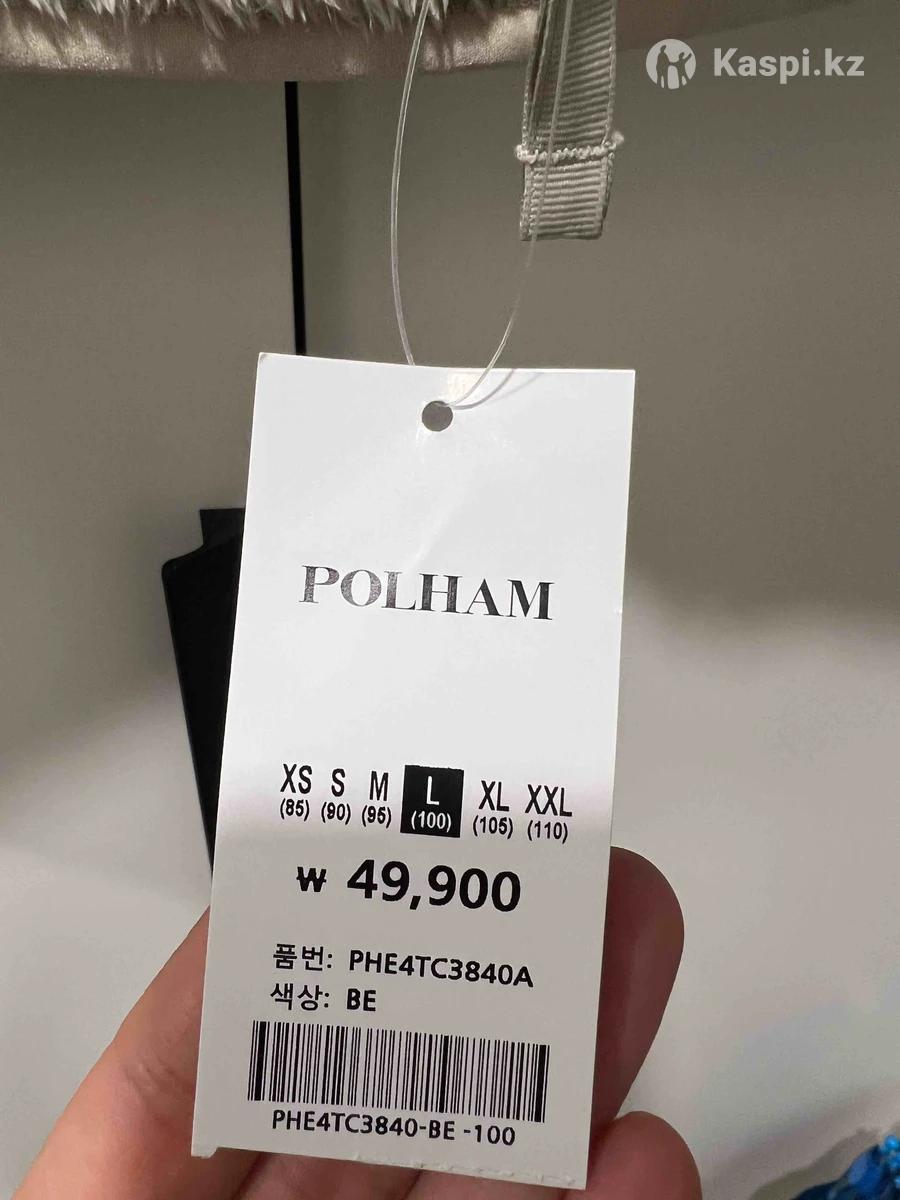 Kaspi.kz
POLHAM
XS S M L XL XXL
(85) (90) (95) (100) (105) (110)
₩ 49,900
품번: PHE4TC3840A
색상: BE
PHE4TC3840-BE -100